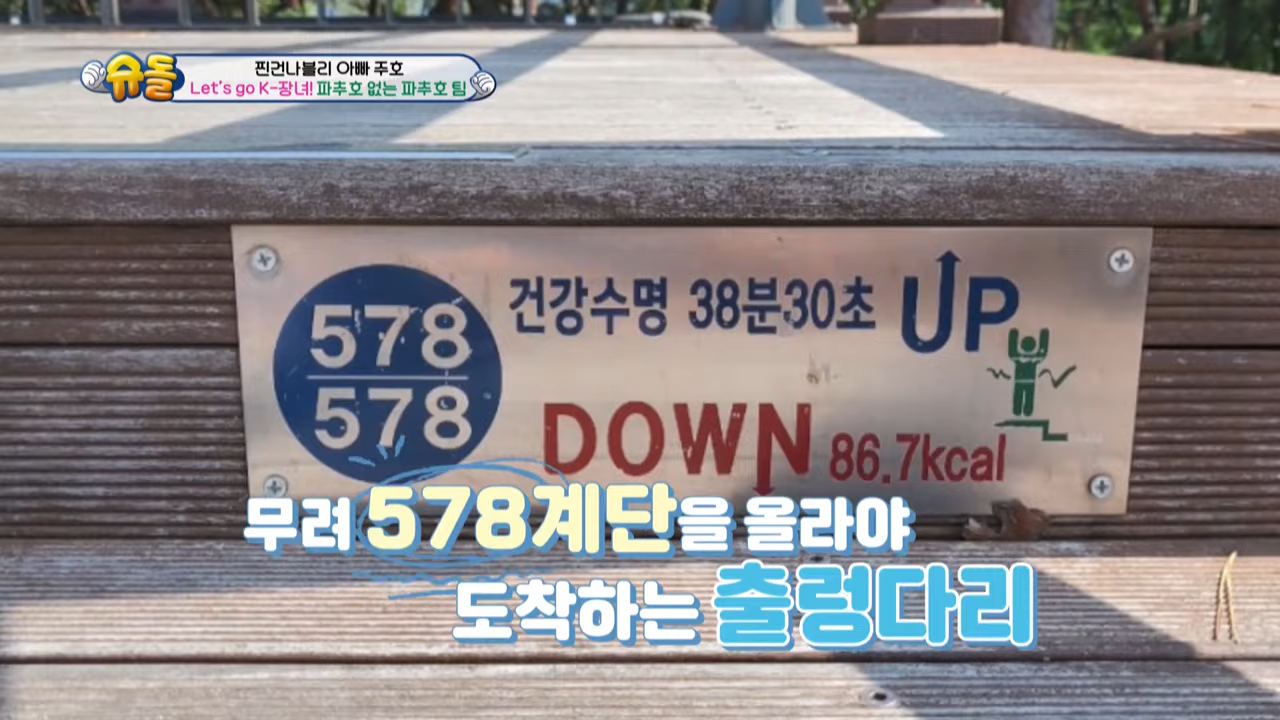 슈돌
핀건나블리 아빠 주호
Let's go K-장녀! 파추호 없는 파추호 팀
578
578
건강수명 38분30초 UP
DOWN 86.7kcal
무려 578계단을 올라야
도착하는 출렁다리